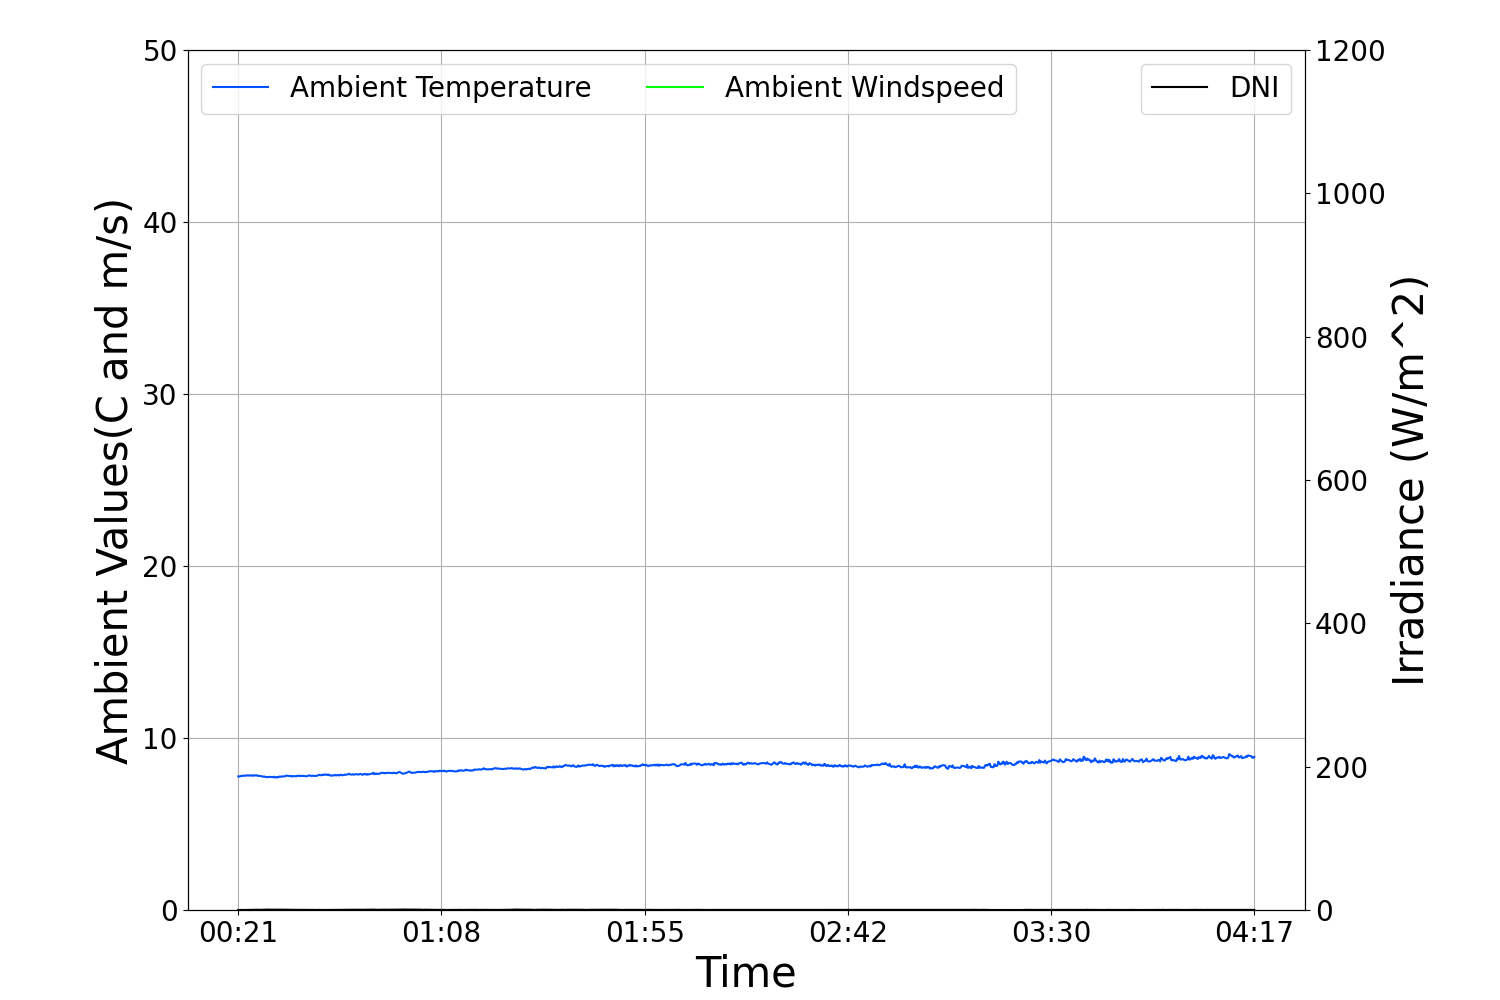 Ambient Temperature
Ambient Windspeed
DNI
Ambient Values(C and m/s)
50
40
30
20
10
0
1200
1000
800
600
400
200
0
Irradiance (W/m^2)
00:21 01:08 01:55 02:42 03:30 04:17
Time